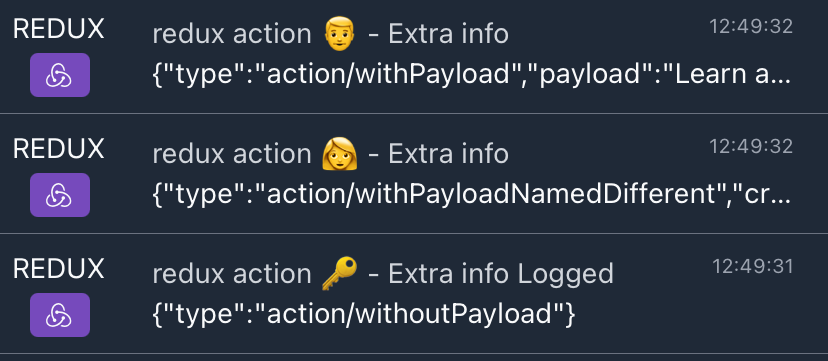 REDUX
redux action 👨 - Extra info
12:49:32
{"type":"action/withPayload","payload":"Learn a...
REDUX
redux action 👩 - Extra info
12:49:32
{"type":"action/withPayloadNamedDifferent","cr...
REDUX
redux action 🔑 - Extra info Logged
12:49:31
{"type":"action/withoutPayload"}